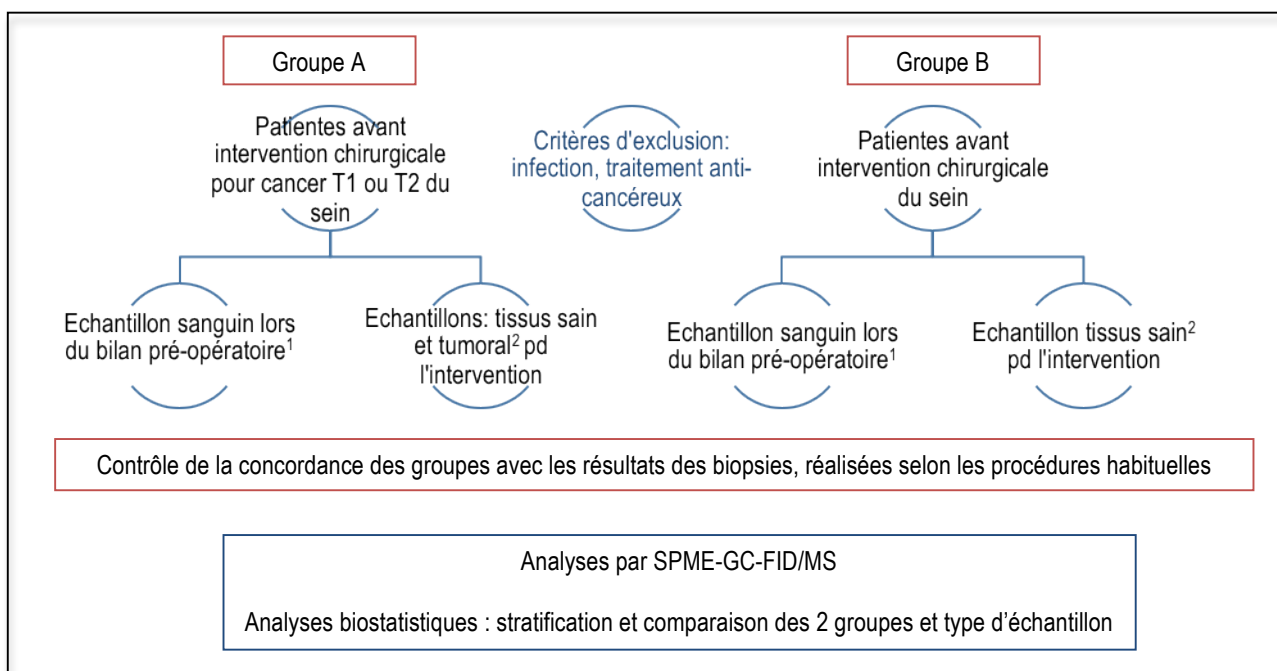 Groupe A
Groupe B
Patientes avant
intervention chirurgicale
pour cancer T1 ou T2 du
sein
Critères d'exclusion:
infection, traitement anti-
cancéreux
Patientes avant
intervention chirurgicale
du sein
Echantillon sanguin lors
du bilan pré-opératoire¹
Echantillons: tissus sain
et tumoral² pd
l'intervention
Echantillon sanguin lors
du bilan pré-opératoire¹
Echantillon tissus sain²
pd l'intervention
Contrôle de la concordance des groupes avec les résultats des biopsies, réalisées selon les procédures habituelles
Analyses par SPME-GC-FID/MS
Analyses biostatistiques : stratification et comparaison des 2 groupes et type d’échantillon